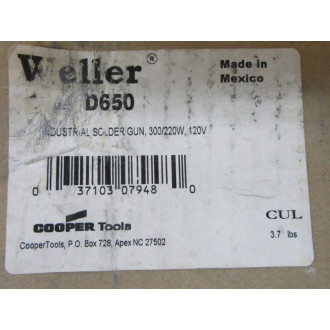 Weller®
Made in
Mexico
D650
INDUSTRIAL SOLDER GUN, 300/220W, 120V
0 37103 07948 0
COOPER Tools
CooperTools, P.O. Box 728, Apex NC 27502
CUL
3.7 lbs